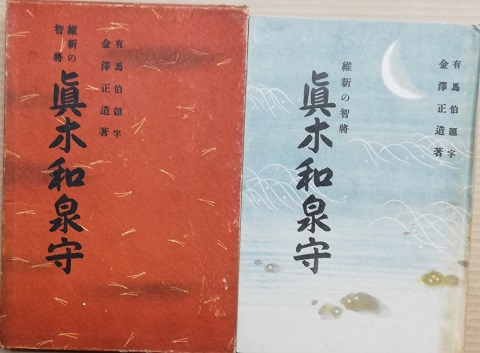 有馬伯題字
金澤正造著
維新の
智將
眞木和泉守
有馬伯題字
金澤正造著
維新の智將
眞木和泉守